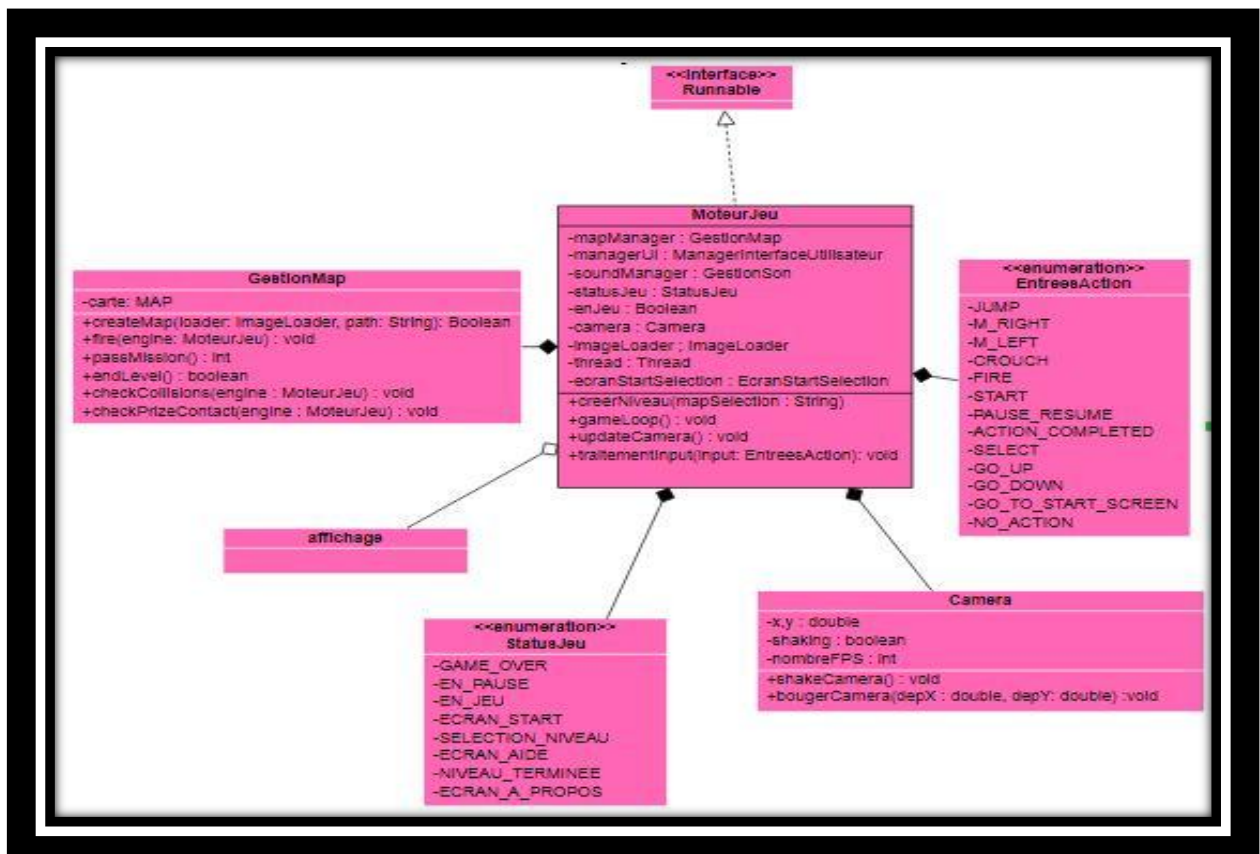 <<Interface>>
Runnable
MoteurJeu
-mapManager : GestionMap
-managerUI : ManagerInterfaceUtilisateur
-soundManager : GestionSon
-statusJeu : StatusJeu
-enJeu : Boolean
-camera : Camera
-imageLoader ; ImageLoader
-thread : Thread
-ecranStartSelection : EcranStartSelection
+creerNiveau(mapSelection : String)
+gameLoop() : void
+updateCamera() : void
+traitementInput(input: EntreesAction): void
GestionMap
-carte: MAP
+createMap(loader: ImageLoader, path: String): Boolean
+fire(engine: MoteurJeu) : void
+passMission() : int
+endLevel() : boolean
+checkCollisions(engine : MoteurJeu) : void
+checkPrizeContact(engine : MoteurJeu) : void
<<enumeration>>
EntreesAction
-JUMP
-M_RIGHT
-M_LEFT
-CROUCH
-FIRE
-START
-PAUSE_RESUME
-ACTION_COMPLETED
-SELECT
-GO_UP
-GO_DOWN
-GO_TO_START_SCREEN
-NO_ACTION
affichage
<<enumeration>>
StatusJeu
-GAME_OVER
-EN_PAUSE
-EN_JEU
-ECRAN_START
-SELECTION_NIVEAU
-ECRAN_AIDE
-NIVEAU_TERMINEE
-ECRAN_A_PROPOS
Camera
-x,y : double
-shaking : boolean
-nombreFPS : int
+shakeCamera() : void
+bougerCamera(depX : double, depY: double) :void